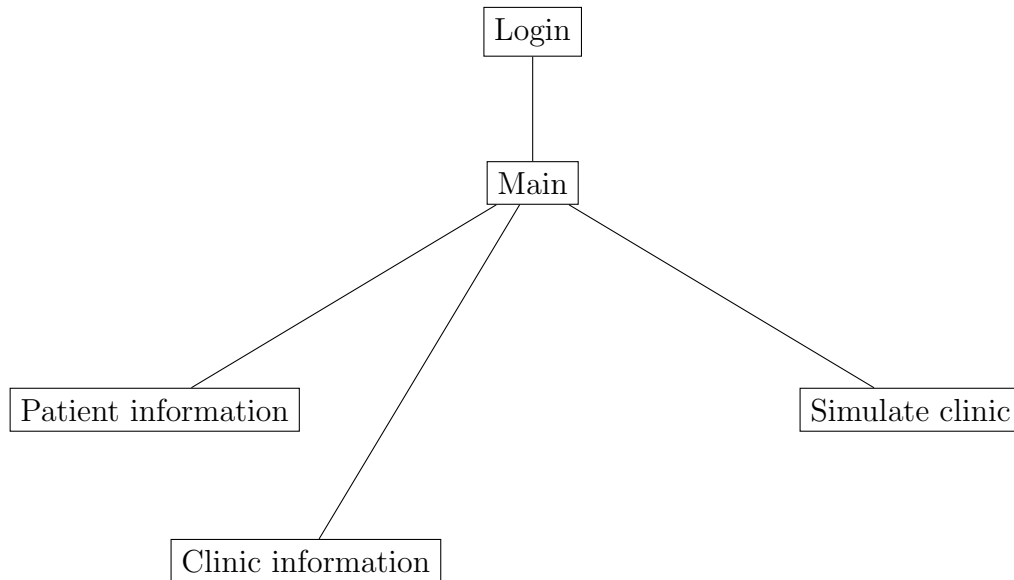 Login
Main
Patient information
Simulate clinic
Clinic information